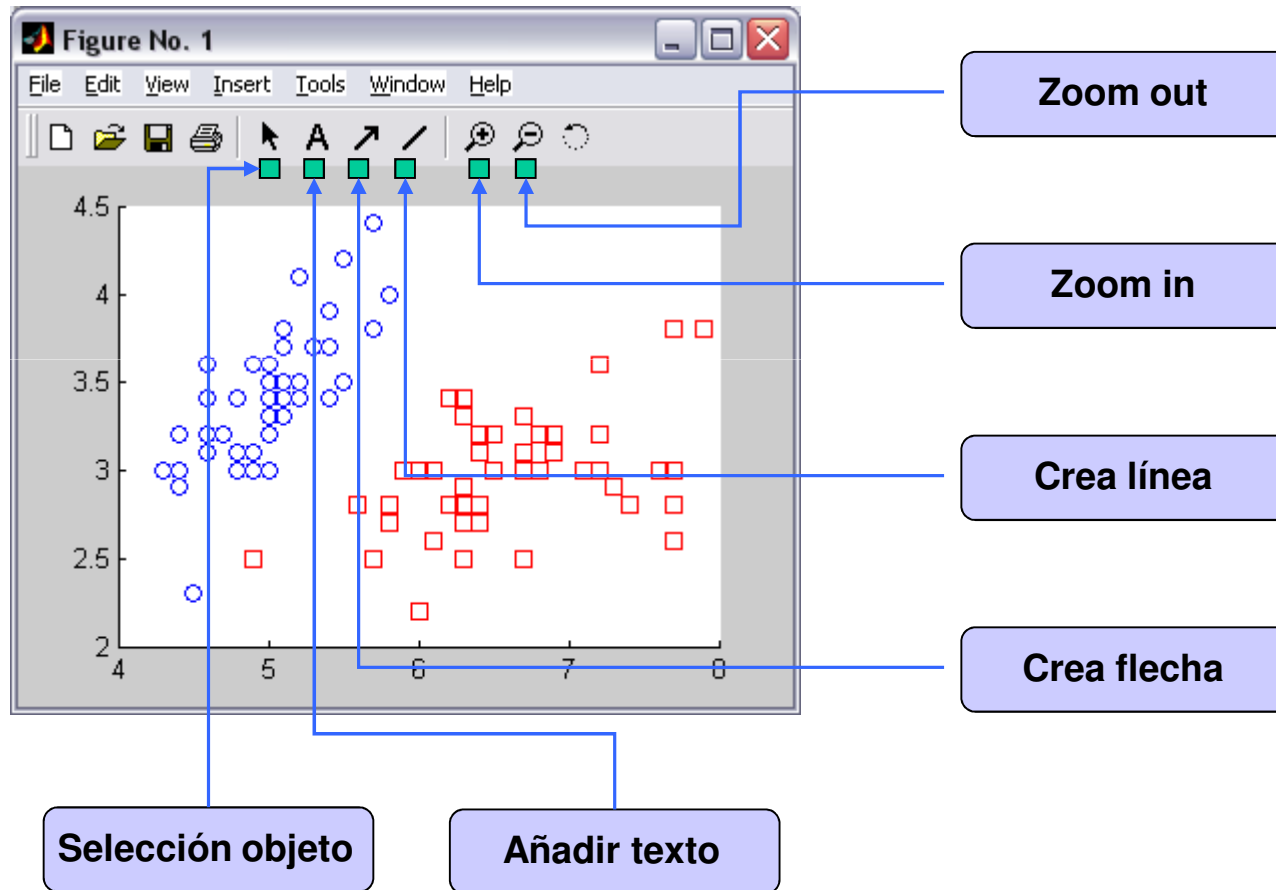 Figure No. 1
File Edit View Insert Tools Window Help
A
Zoom out
Zoom in
Crea línea
Crea flecha
4.5
4
3.5
3
2.5
2
4 5 6 7 8
Selección objeto
Añadir texto